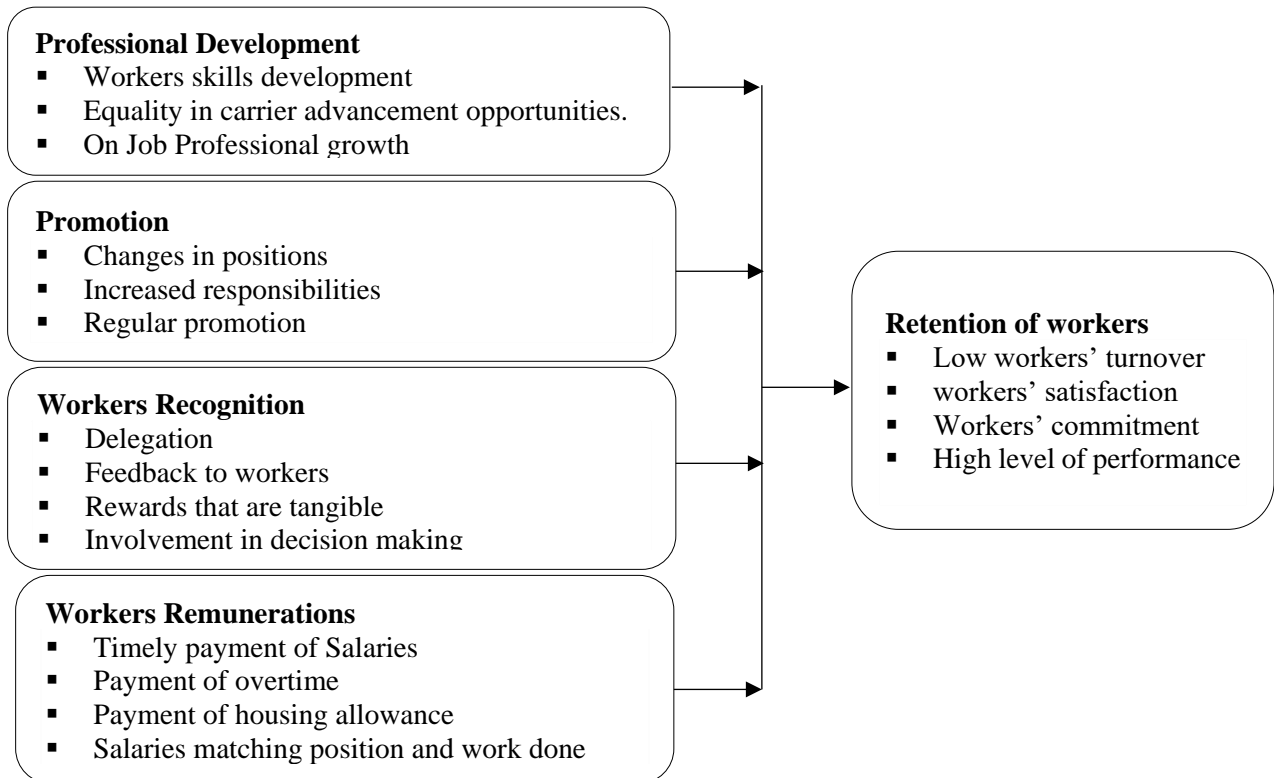 Professional Development
▪ Workers skills development
▪ Equality in carrier advancement opportunities.
▪ On Job Professional growth
Promotion
▪ Changes in positions
▪ Increased responsibilities
▪ Regular promotion
Workers Recognition
▪ Delegation
▪ Feedback to workers
▪ Rewards that are tangible
▪ Involvement in decision making
Workers Remunerations
▪ Timely payment of Salaries
▪ Payment of overtime
▪ Payment of housing allowance
▪ Salaries matching position and work done
Retention of workers
▪ Low workers’ turnover
▪ workers’ satisfaction
▪ Workers’ commitment
▪ High level of performance